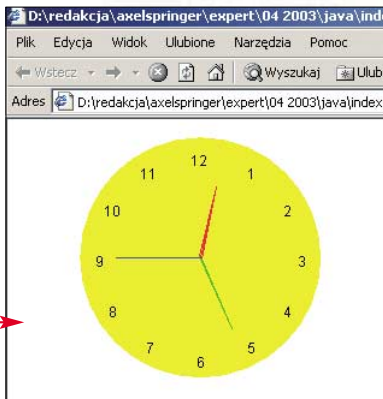 D:\redakcja\axelspringer\expert\04 2003\java\ind
Plik Edycja Widok Ulubione Narzędzia Pomoc
Wstecz Wyszukaj Ulub
Adres D:\redakcja\axelspringer\expert\04 2003\java\index
12
11 1
10 2
9 3
8 4
7 5
6